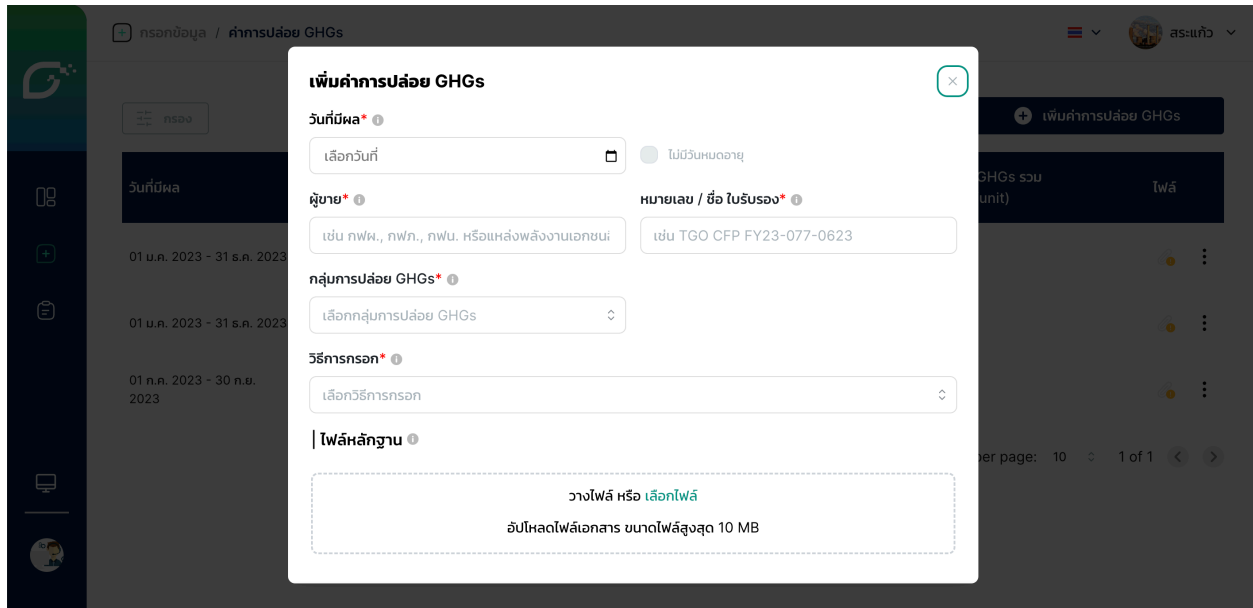 กรอกข้อมูล / ค่าการปล่อย GHGs
สระแก้ว
เพิ่มค่าการปล่อย GHGs
กรอง
เพิ่มค่าการปล่อย GHGs
วันที่มีผล*
เลือกวันที่
ไม่มีวันหมดอายุ
วันที่มีผล
GHGs รวม
unit)
ไฟล์
ผู้ขาย*
หมายเลข / ชื่อ ใบรับรอง*
เช่น กฟผ., กฟภ., กฟน. หรือแหล่งพลังงานเอกชน
เช่น TGO CFP FY23-077-0623
01 ม.ค. 2023 - 31 ธ.ค. 2023
กลุ่มการปล่อย GHGs*
เลือกกลุ่มการปล่อย GHGs
01 ม.ค. 2023 - 31 ธ.ค. 2023
วิธีการกรอก*
เลือกวิธีการกรอก
01 ก.ค. 2023 - 30 ก.ย.
2023
ไฟล์หลักฐาน
per page: 10
1 of 1
วางไฟล์ หรือ เลือกไฟล์
อัปโหลดไฟล์เอกสาร ขนาดไฟล์สูงสุด 10 MB